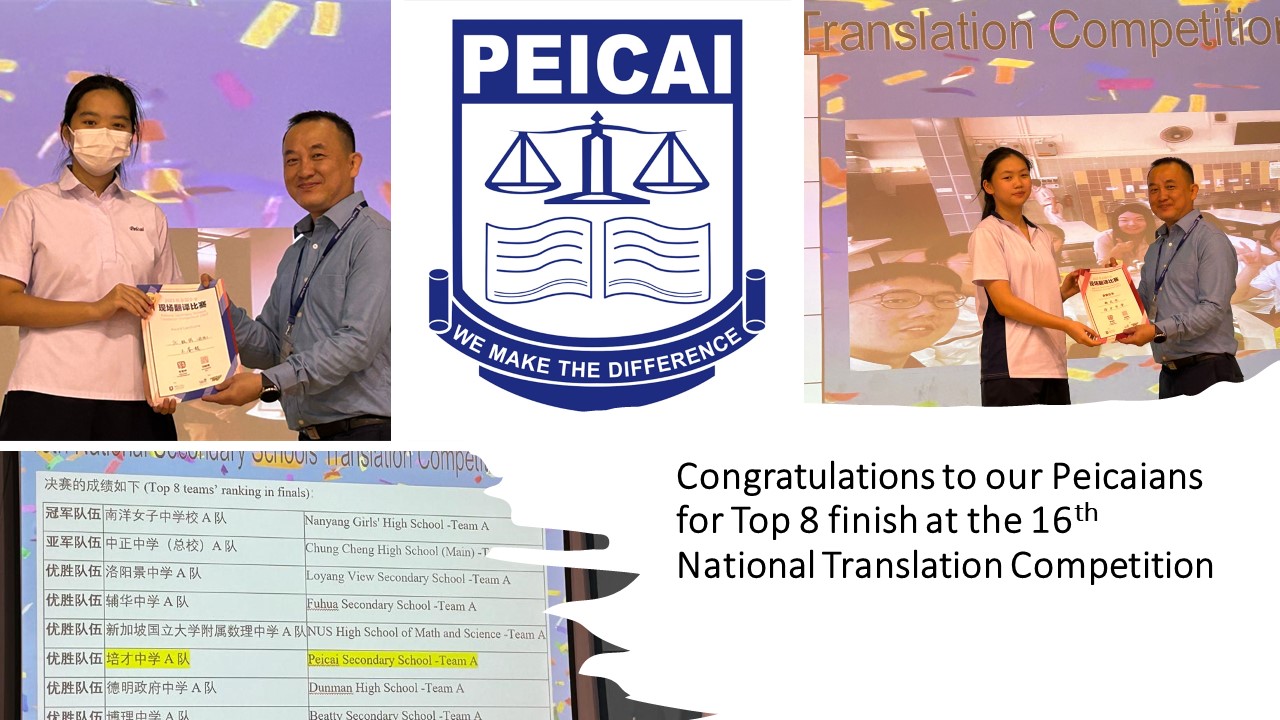 Peicai
现场翻译比赛
PEICAI
WE MAKE THE DIFFERENCE
Translation Competition
现场翻译比赛
National Secondary Schools Translation Competi
决赛的成绩如下 (Top 8 teams' ranking in finals):
冠军队伍 南洋女子中学校 A 队 Nanyang Girls' High School -Team A
亚军队伍 中正中学（总校）A 队 Chung Cheng High School (Main) -T
优胜队伍 洛阳景中学 A 队 Loyang View Secondary School -Team A
优胜队伍 辅华中学 A 队 Fuhua Secondary School -Team A
优胜队伍 新加坡国立大学附属数理中学 A 队 NUS High School of Math and Science -Team A
优胜队伍 培才中学 A 队 Peicai Secondary School -Team A
优胜队伍 德明政府中学 A 队 Dunman High School -Team A
优胜队伍 博理中学 A 队 Beatty Secondary School -Team A
Congratulations to our Peicaians
for Top 8 finish at the 16th
National Translation Competition